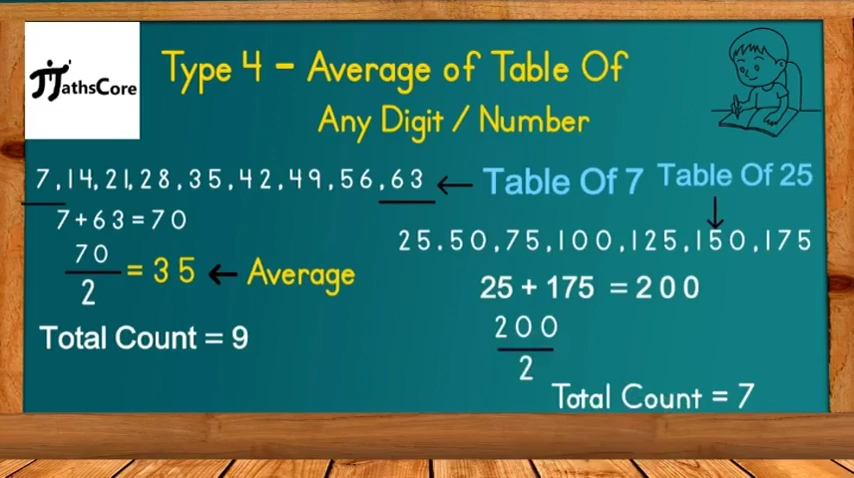 MathsCore
Type 4 - Average of Table Of
Any Digit / Number
7,14,21,28,35,42,49,56,63 ← Table Of 7
7+63=70
70
2
= 35 ← Average
Total Count = 9
Table Of 25
↓
25.50,75,100,125,150,175
25 + 175 = 200
200
2
Total Count = 7